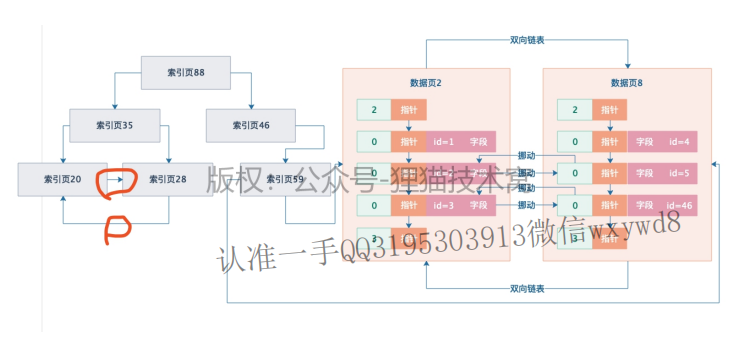 双向链表
索引页88
索引页35
索引页46
索引页20
索引页28
索引页59
数据页2
2 指针
0 指针 id=1 字段
0 指针
0 指针 id=3 字段
3 指针
挪动
挪动
挪动
挪动
数据页8
2 指针
0 指针 字段 id=4
0 指针 字段 id=5
0 指针 字段 id=46
3 指针
双向链表
版权：公众号-狸猫技术窝
认准一手QQ3195303913微信wxywd8